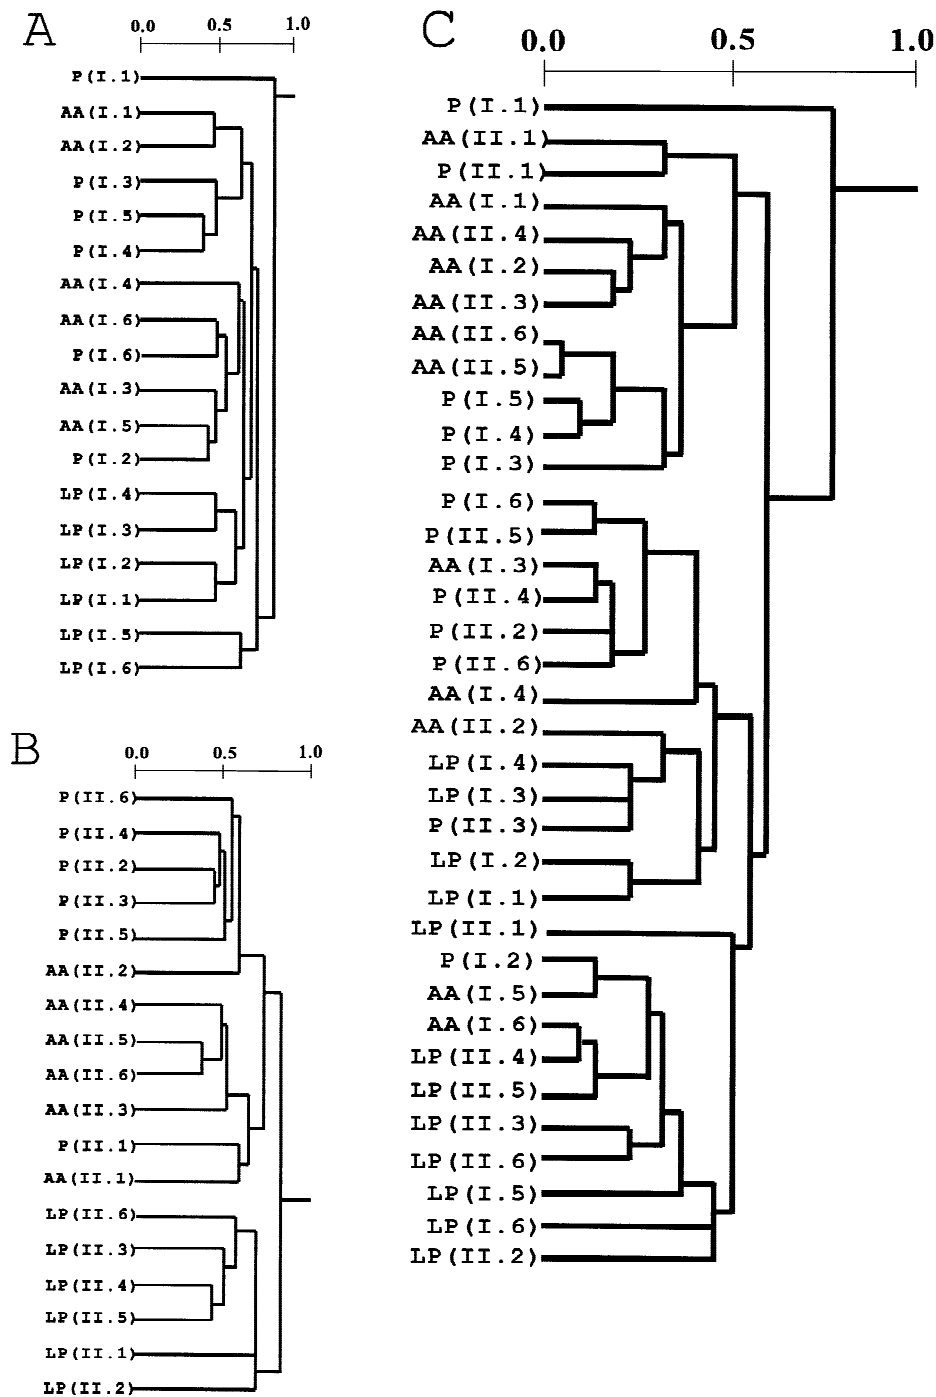 A
0.0 0.5 1.0
P(I.1)
AA(I.1)
AA(I.2)
P(I.3)
P(I.5)
P(I.4)
AA(I.4)
AA(I.6)
P(I.6)
AA(I.3)
AA(I.5)
P(I.2)
LP(I.4)
LP(I.3)
LP(I.2)
LP(I.1)
LP(I.5)
LP(I.6)
B
0.0 0.5 1.0
P(II.6)
P(II.4)
P(II.2)
P(II.3)
P(II.5)
AA(II.2)
AA(II.4)
AA(II.5)
AA(II.6)
AA(II.3)
P(II.1)
AA(II.1)
LP(II.6)
LP(II.3)
LP(II.4)
LP(II.5)
LP(II.1)
LP(II.2)
C
0.0 0.5 1.0
P(I.1)
AA(II.1)
P(II.1)
AA(I.1)
AA(II.4)
AA(I.2)
AA(II.3)
AA(II.6)
AA(II.5)
P(I.5)
P(I.4)
P(I.3)
P(I.6)
P(II.5)
AA(I.3)
P(II.4)
P(II.2)
P(II.6)
AA(I.4)
AA(II.2)
LP(I.4)
LP(I.3)
P(II.3)
LP(I.2)
LP(I.1)
LP(II.1)
P(I.2)
AA(I.5)
AA(I.6)
LP(II.4)
LP(II.5)
LP(II.3)
LP(II.6)
LP(I.5)
LP(I.6)
LP(II.2)